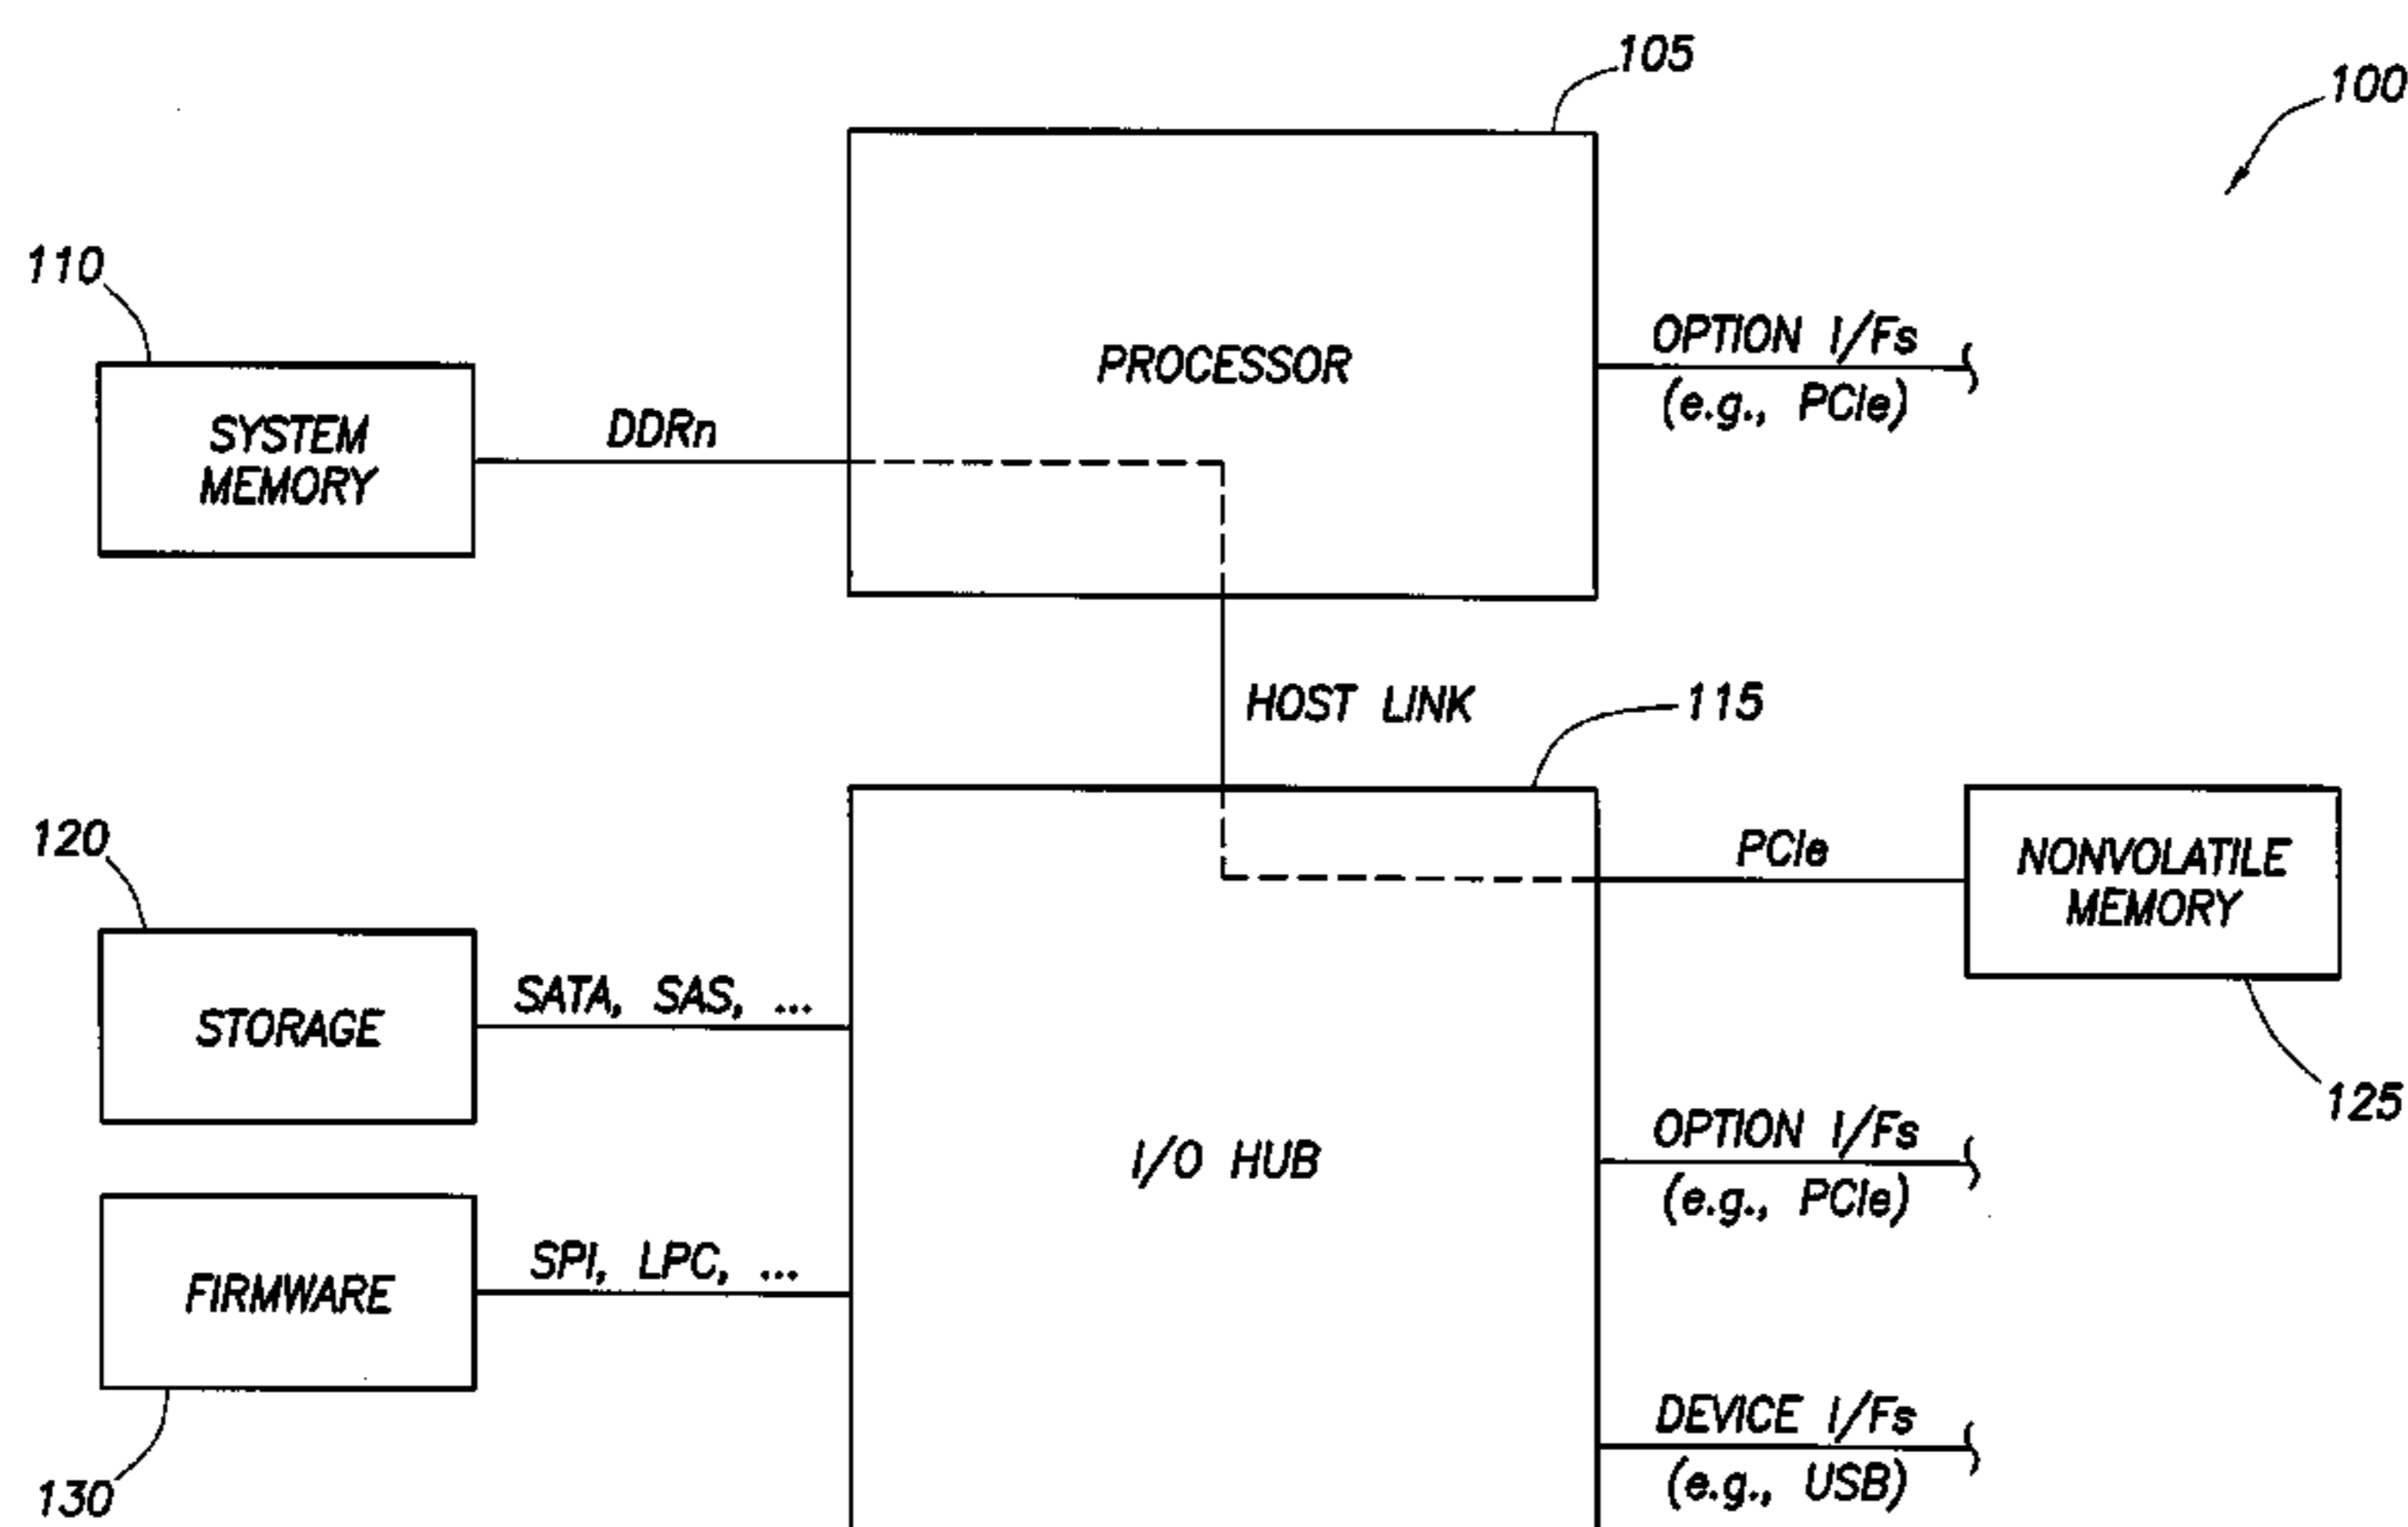 105
100
110
PROCESSOR
OPTION I/Fs
(e.g., PCIe)
SYSTEM
MEMORY
DDRn
HOST LINK
115
120
PCIe
NONVOLATILE
MEMORY
STORAGE
SATA, SAS, ...
125
I/O HUB
OPTION I/Fs
(e.g., PCIe)
FIRMWARE
SPI, LPC, ...
DEVICE I/Fs
(e.g., USB)
130